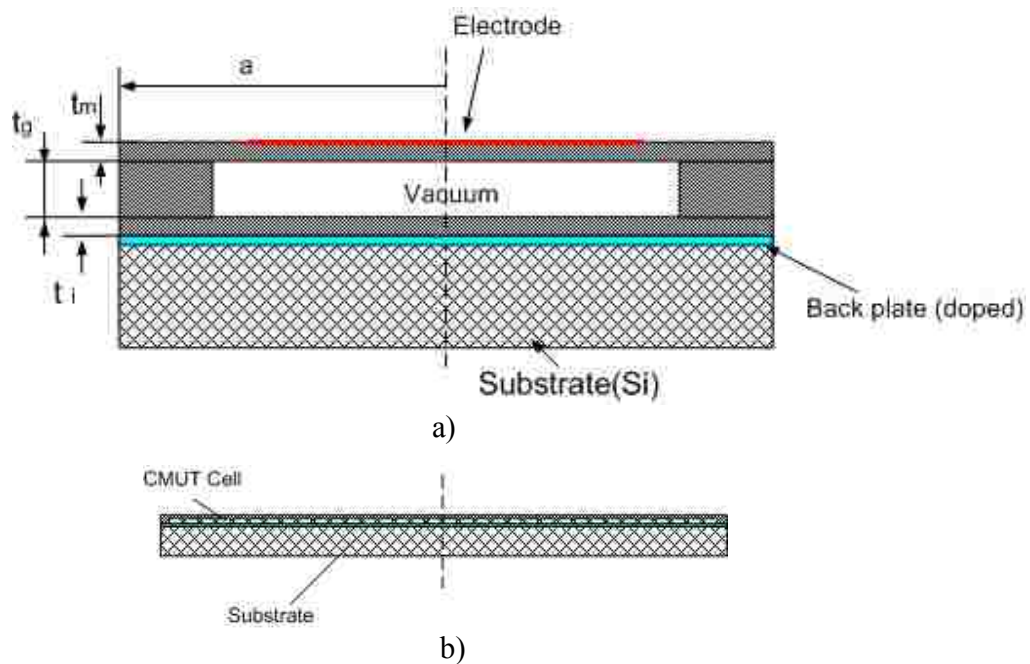 Electrode
a
tm
tg
Vacuum
ti
Back plate (doped)
Substrate(Si)
a)
CMUT Cell
Substrate
b)